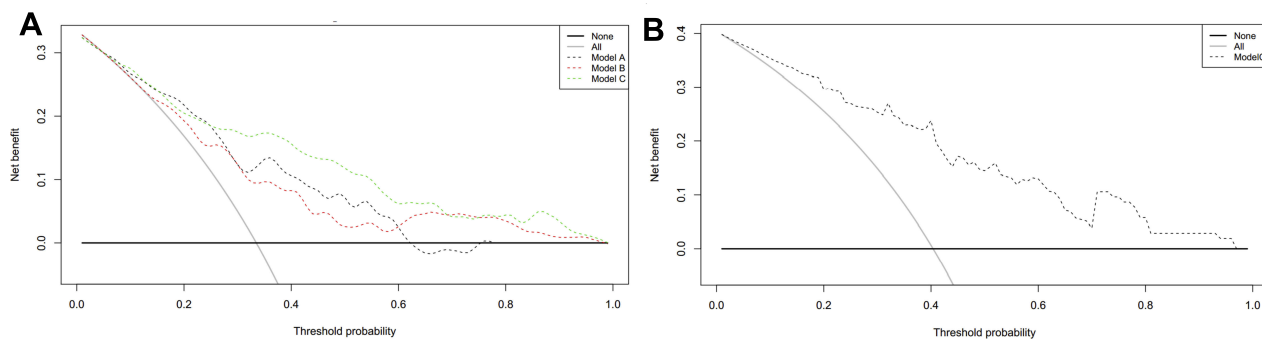 A
None
All
Model A
Model B
Model C
Net benefit
0.3
0.2
0.1
0.0
0.0 0.2 0.4 0.6 0.8 1.0
Threshold probability
B
None
All
ModelC
Net benefit
0.4
0.3
0.2
0.1
0.0
0.0 0.2 0.4 0.6 0.8 1.0
Threshold probability